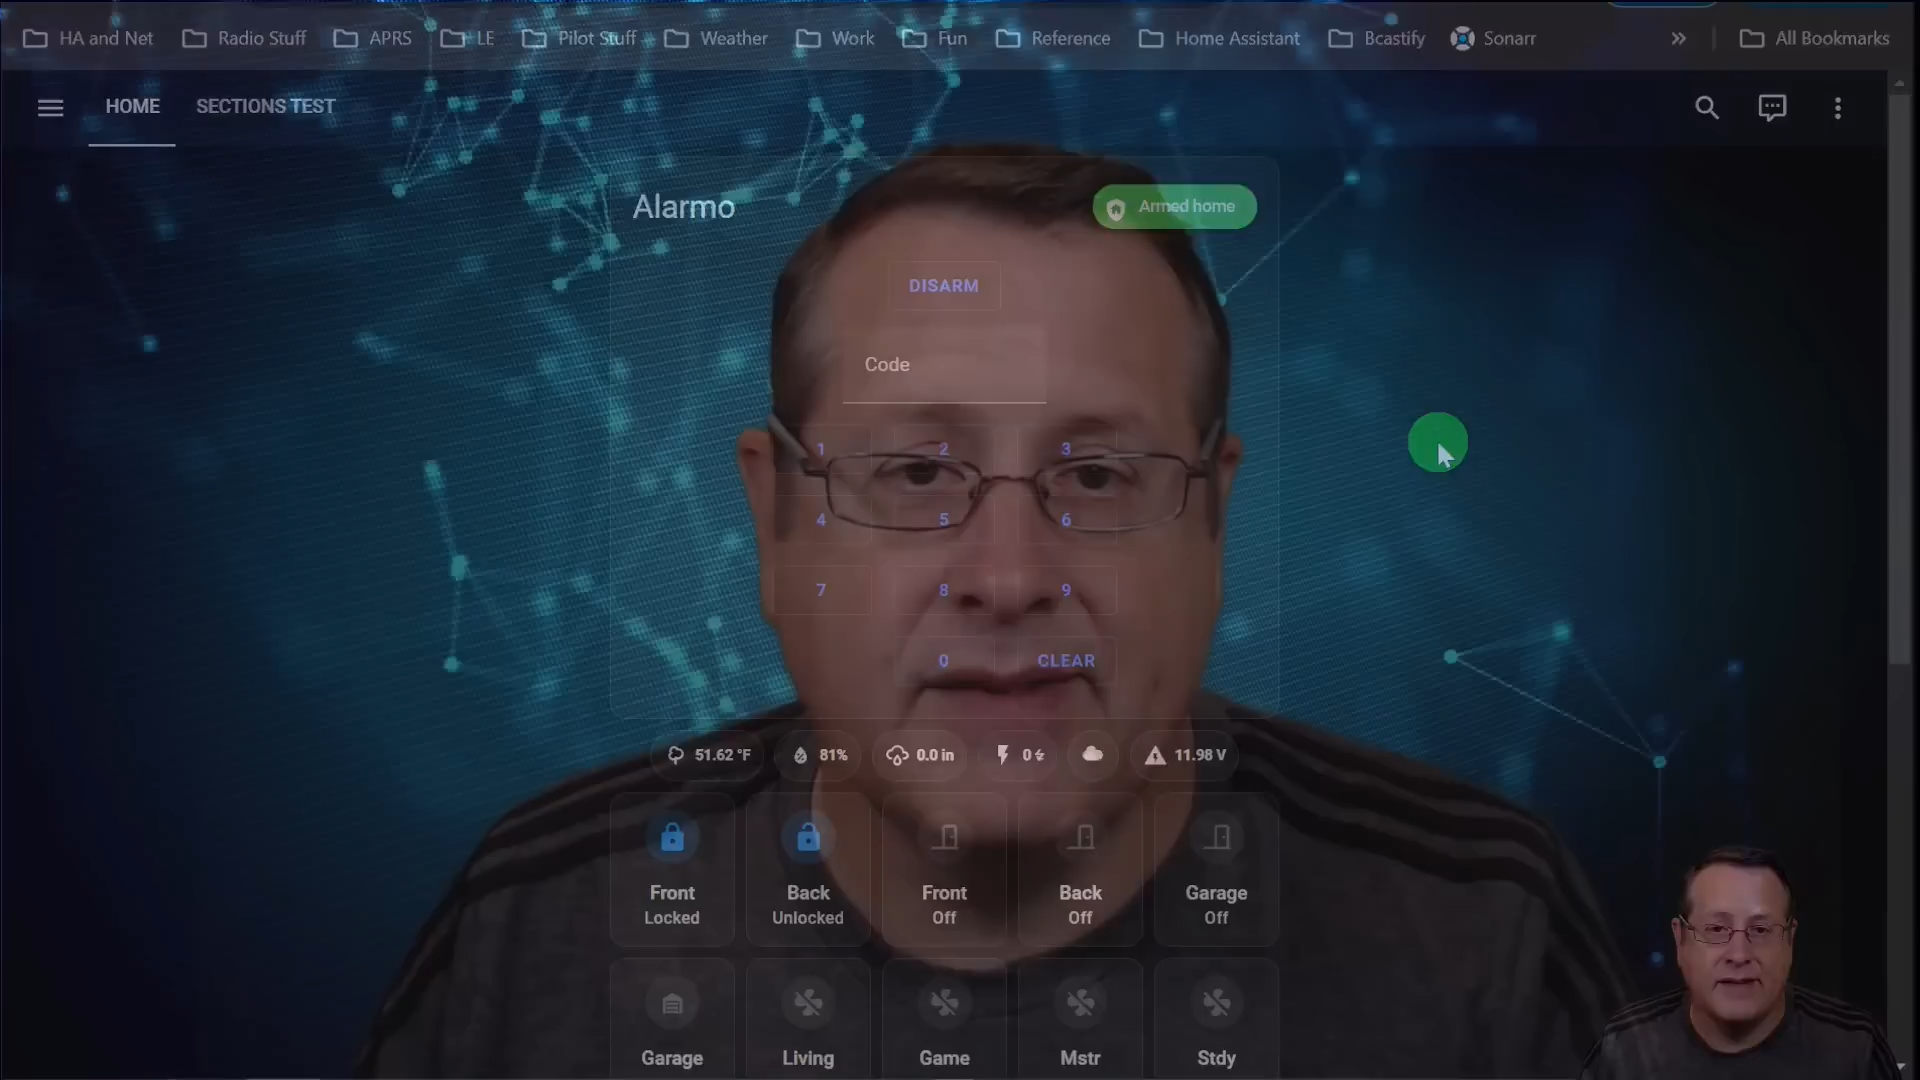 HA and Net Radio Stuff APRS LE Pilot Stuff Weather Work Fun Reference Home Assistant Bcastify Sonarr » All Bookmarks
HOME SECTIONS TEST
Alarmo Armed home
DISARM
Code
1 2 3
4 5 6
7 8 9
0 CLEAR
51.62 °F 81% 0.0 in 0 11.98 V
Front Back Front Back Garage
Locked Unlocked Off Off Off
Garage Living Game Mstr Stdy